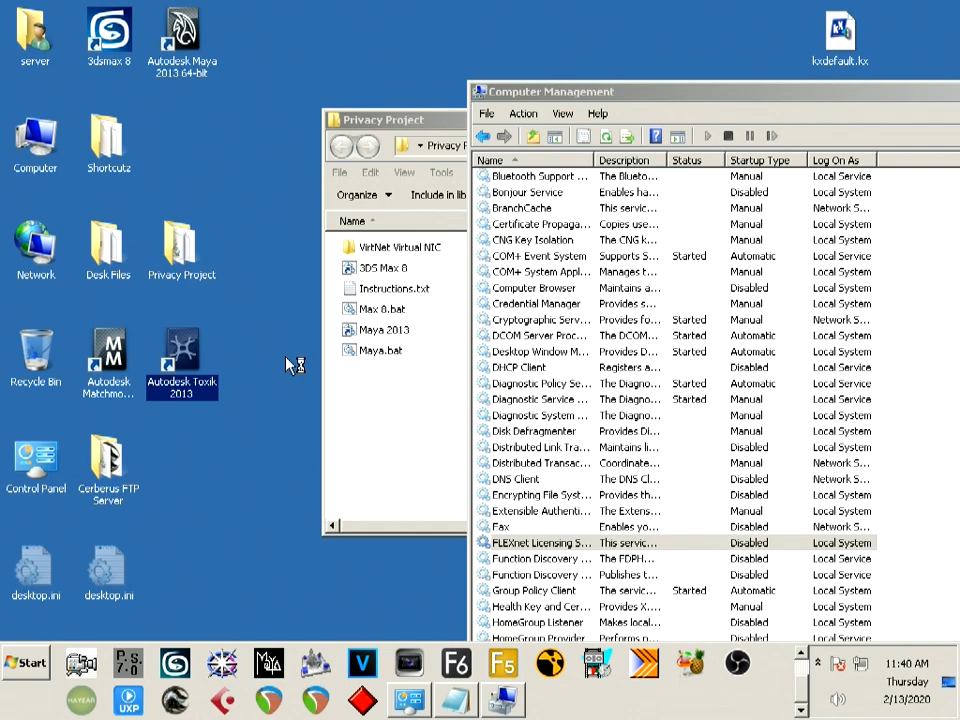 server
3dsmax 8
Autodesk Maya
2013 64-bit
kxdefault.kx
Computer
Shortcutz
Network
Desk Files
Privacy Project
Recycle Bin
Autodesk
Matchmo...
Autodesk Toxik
2013
Control Panel
Cerberus FTP
Server
desktop.ini
desktop.ini
Privacy Project
Privacy F
File Edit View Tools
Organize Include in lib
Name
VirtNet Virtual NIC
3DS Max 8
Instructions.txt
Max 8.bat
Maya 2013
Maya.bat
Computer Management
File Action View Help
Name Description Status Startup Type Log On As
Bluetooth Support ... The Blueto... Manual Local Service
Bonjour Service Enables ha... Disabled Local System
BranchCache This servic... Manual Network S...
Certificate Propaga... Copies use... Manual Local System
CNG Key Isolation The CNG k... Manual Local System
COM+ Event System Supports S... Started Automatic Local Service
COM+ System Appl... Manages t... Manual Local System
Computer Browser Maintains a... Disabled Local System
Credential Manager Provides s... Manual Local System
Cryptographic Serv... Provides fo... Started Manual Network S...
DCOM Server Proc... The DCOM... Started Automatic Local System
Desktop Window M... Provides D... Started Automatic Local System
DHCP Client Registers a... Disabled Local Service
Diagnostic Policy Se... The Diagno... Started Automatic Local Service
Diagnostic Service ... The Diagno... Started Manual Local Service
Diagnostic System ... The Diagno... Manual Local System
Disk Defragmenter Provides Di... Manual Local System
Distributed Link Tra... Maintains li... Disabled Local System
Distributed Transac... Coordinate... Manual Network S...
DNS Client The DNS Cl... Disabled Network S...
Encrypting File Syst... Provides th... Disabled Local System
Extensible Authenti... The Extens... Manual Local System
Fax Enables yo... Disabled Network S...
FLEXnet Licensing S... This servic... Disabled Local System
Function Discovery ... The FDPH... Disabled Local Service
Function Discovery ... Publishes t... Disabled Local Service
Group Policy Client The servic... Started Automatic Local System
Health Key and Cer... Provides X.... Manual Local System
HomeGroup Listener Makes local... Disabled Local System
HomeGroup Provider Performs n... Disabled Local Service
Start
P.S.
7.0
MAYA
V
F6
F5
11:40 AM
Thursday
2/13/2020
HAYEAR
UXP